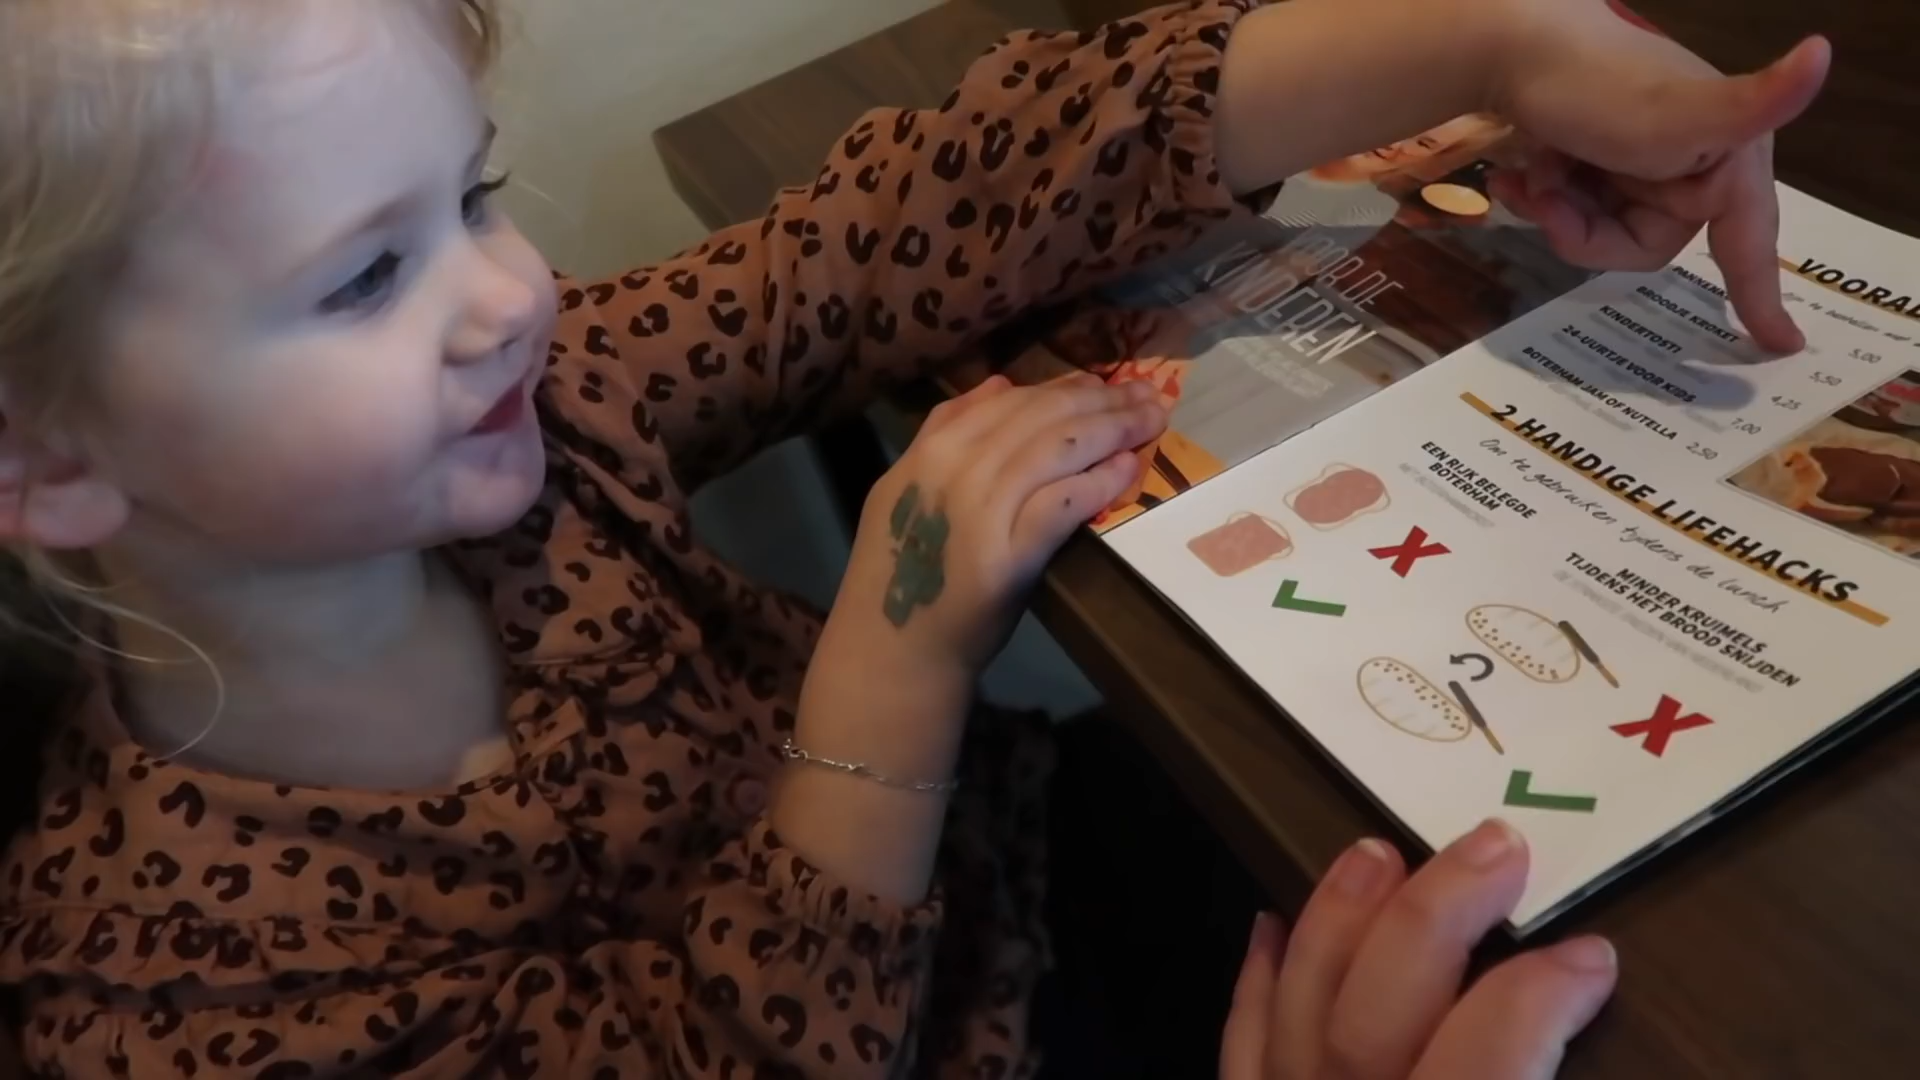 VOOR DE
KINDEREN
BROODJE KROKET
5,00
KINDERTOSTI
5,50
24-UURTJE VOOR KIDS
4,25
BOTERHAM JAM OF NUTELLA
7,00
2,50
2 HANDIGE LIFEHACKS
Om te gebruiken tijdens de lunch
EEN RIJK BELEGDE
BOTERHAM
MINDER KRUIMELS
TIJDENS HET BROOD SNIJDEN